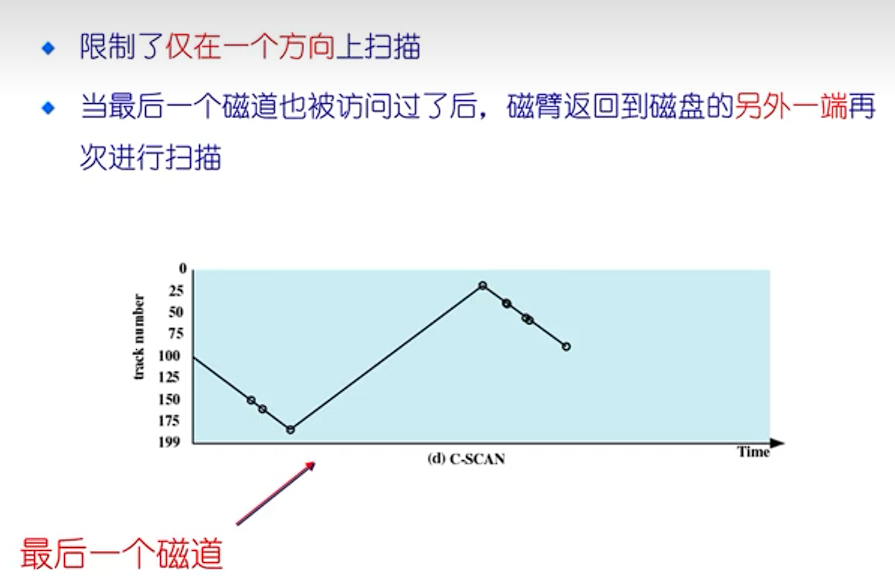 限制了仅在一个方向上扫描
当最后一个磁道也被访问过了后，磁臂返回到磁盘的另外一端再
次进行扫描
track number
0
25
50
75
100
125
150
175
199
Time
(d) C-SCAN
最后一个磁道